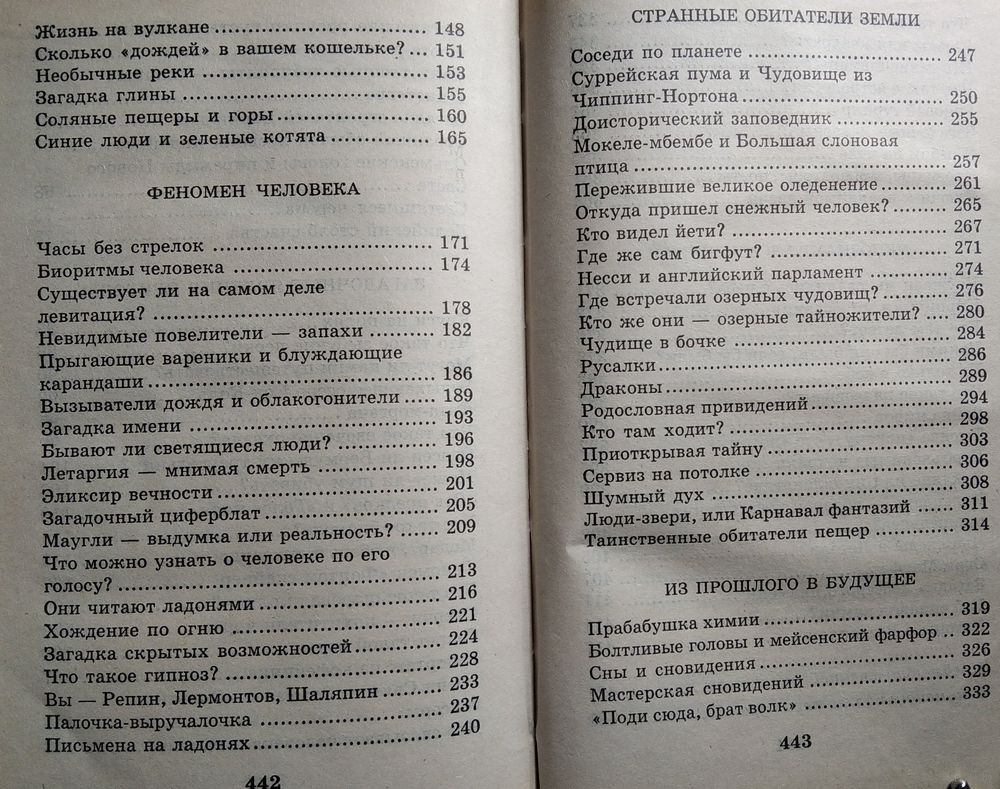 Жизнь на вулкане ........................ 148
Сколько «дождей» в вашем кошельке? ... 151
Необычные реки ........................ 153
Загадка глины ........................ 155
Соляные пещеры и горы ................ 160
Синие люди и зеленые котята ............ 165
ФЕНОМЕН ЧЕЛОВЕКА
Часы без стрелок ........................ 171
Биоритмы человека ..................... 174
Существует ли на самом деле
левитация? ............................ 178
Невидимые повелители — запахи ......... 182
Прыгающие вареники и блуждающие
карандаши ............................ 186
Вызыватели дождя и облакогонители ..... 189
Загадка имени ........................ 193
Бывают ли светящиеся люди? ............ 196
Летаргия — мнимая смерть .............. 198
Эликсир вечности ...................... 201
Загадочный циферблат .................. 205
Маугли — выдумка или реальность? ...... 209
Что можно узнать о человеке по его
голосу? ............................... 213
Они читают ладонями ................... 216
Хождение по огню ...................... 221
Загадка скрытых возможностей ........... 224
Что такое гипноз? ...................... 228
Вы — Репин, Лермонтов, Шаляпин ........ 233
Палочка-выручалочка ................... 237
Письмена на ладонях ................... 240
442
СТРАННЫЕ ОБИТАТЕЛИ ЗЕМЛИ
Соседи по планете ...................... 247
Суррейская пума и Чудовище из
Чиппинг-Нортона ....................... 250
Доисторический заповедник ............. 255
Мокеле-мбембе и Большая слоновая
птица ................................. 257
Пережившие великое оледенение ......... 261
Откуда пришел снежный человек? ........ 265
Кто видел йети? ........................ 267
Где же сам бигфут? ..................... 271
Несси и английский парламент .......... 274
Где встречали озерных чудовищ? ........ 276
Кто же они — озерные тайножители? .... 280
Чудище в бочке ........................ 284
Русалки ............................... 286
Драконы ............................... 289
Родословная привидений ................ 294
Кто там ходит? ......................... 298
Приоткрывая тайну ..................... 303
Сервиз на потолке ...................... 306
Шумный дух ........................... 308
Люди-звери, или Карнавал фантазий ...... 311
Таинственные обитатели пещер .......... 314
ИЗ ПРОШЛОГО В БУДУЩЕЕ
Прабабушка химии ..................... 319
Болтливые головы и мейсенский фарфор .. 322
Сны и сновидения ...................... 326
Мастерская сновидений ................. 329
«Поди сюда, брат волк» ................. 333
443